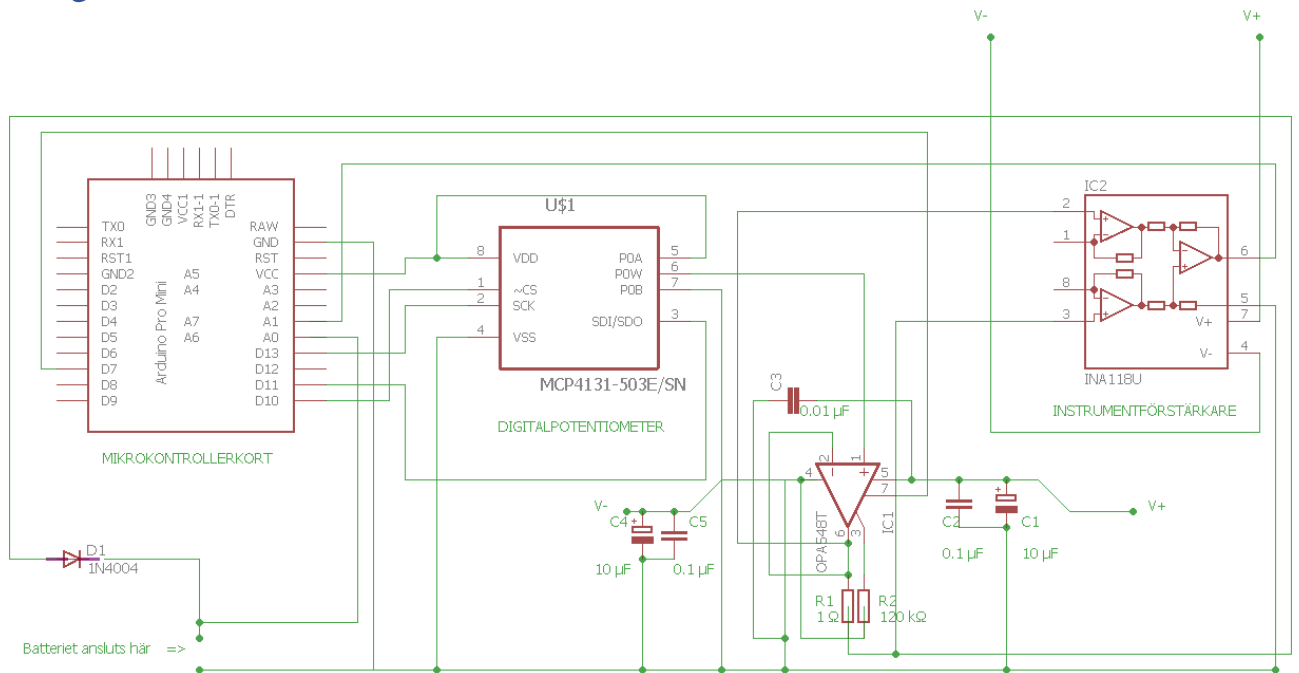 V-
V+
GND3
GND4
VCC1
RX1-1
TX0-1
DTR
TX0
RX1
RST1
GND2
D2
D3
D4
D5
D6
D7
D8
D9
A5
A4
A7
A6
Arduino Pro Mini
RAW
GND
RST
VCC
A3
A2
A1
A0
D13
D12
D11
D10
MIKROKONTROLLERKORT
U$1
8
VDD
1
~CS
2
SCK
4
VSS
P0A
5
P0W
6
P0B
7
SDI/SDO
3
MCP4131-503E/SN
DIGITALPOTENTIOMETER
IC2
2
1
8
3
6
5
7
4
V+
V-
INA118U
INSTRUMENTFÖRSTÄRKARE
C3
0.01 µF
2
1
4
5
7
6
3
OPA548T
IC1
V-
C4
+
C5
10 µF
0.1 µF
C2
+
C1
V+
0.1 µF
10 µF
R1
R2
1 Ω
120 kΩ
D1
1N4004
Batteriet ansluts här =>